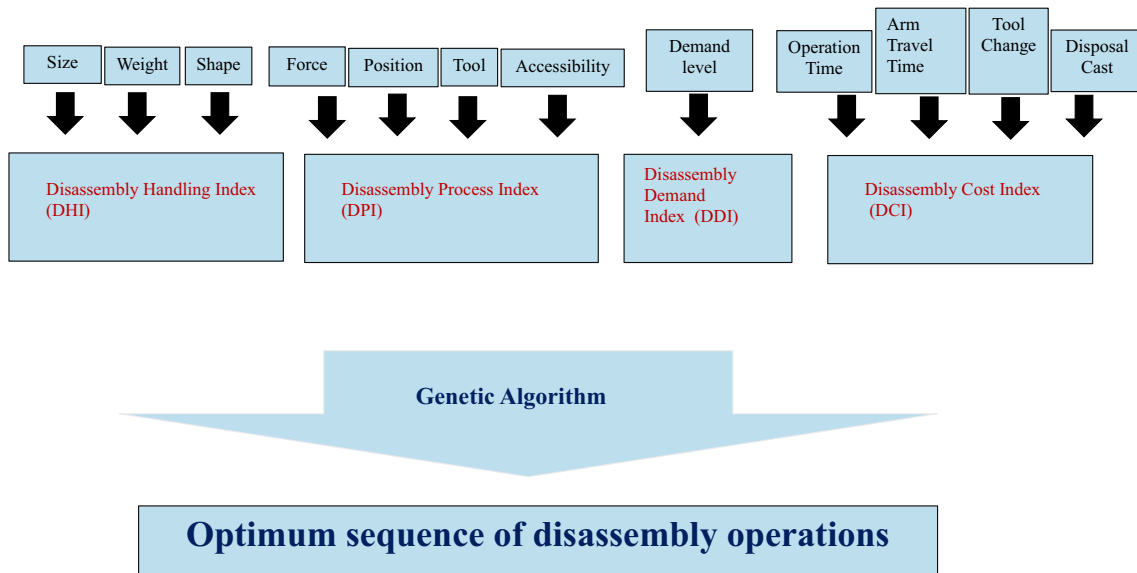 Size
Weight
Shape
Force
Position
Tool
Accessibility
Demand
level
Operation
Time
Arm
Travel
Time
Tool
Change
Disposal
Cast
Disassembly Handling Index
(DHI)
Disassembly Process Index
(DPI)
Disassembly
Demand
Index (DDI)
Disassembly Cost Index
(DCI)
Genetic Algorithm
Optimum sequence of disassembly operations